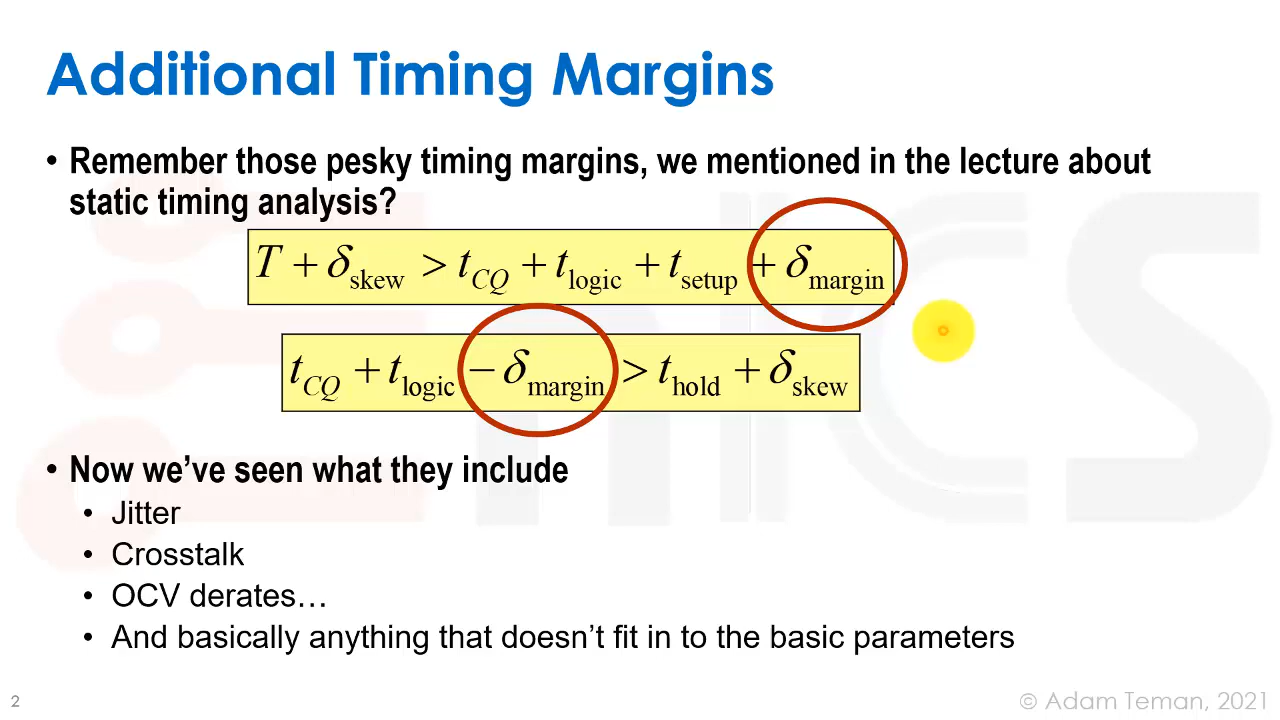 Additional Timing Margins
• Remember those pesky timing margins, we mentioned in the lecture about
static timing analysis?
T + δskew > tCQ + tlogic + tsetup + δmargin
tCQ + tlogic − δmargin > thold + δskew
• Now we’ve seen what they include
• Jitter
• Crosstalk
• OCV derates…
• And basically anything that doesn’t fit in to the basic parameters
2
© Adam Teman, 2021
nics